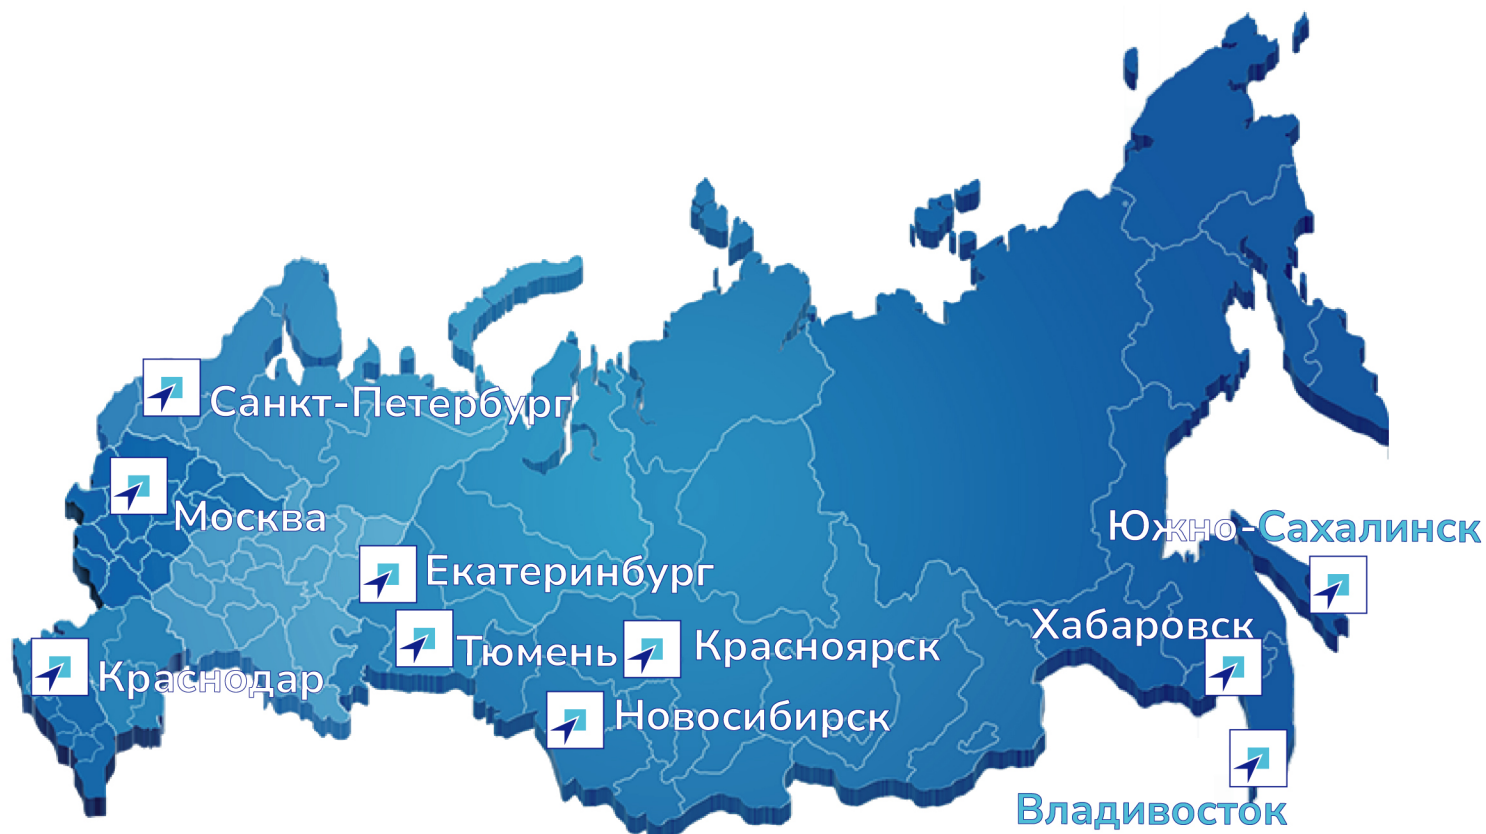 Санкт-Петербург
Москва
Южно-Сахалинск
Екатеринбург
Хабаровск
Тюмень
Красноярск
Краснодар
Новосибирск
Владивосток